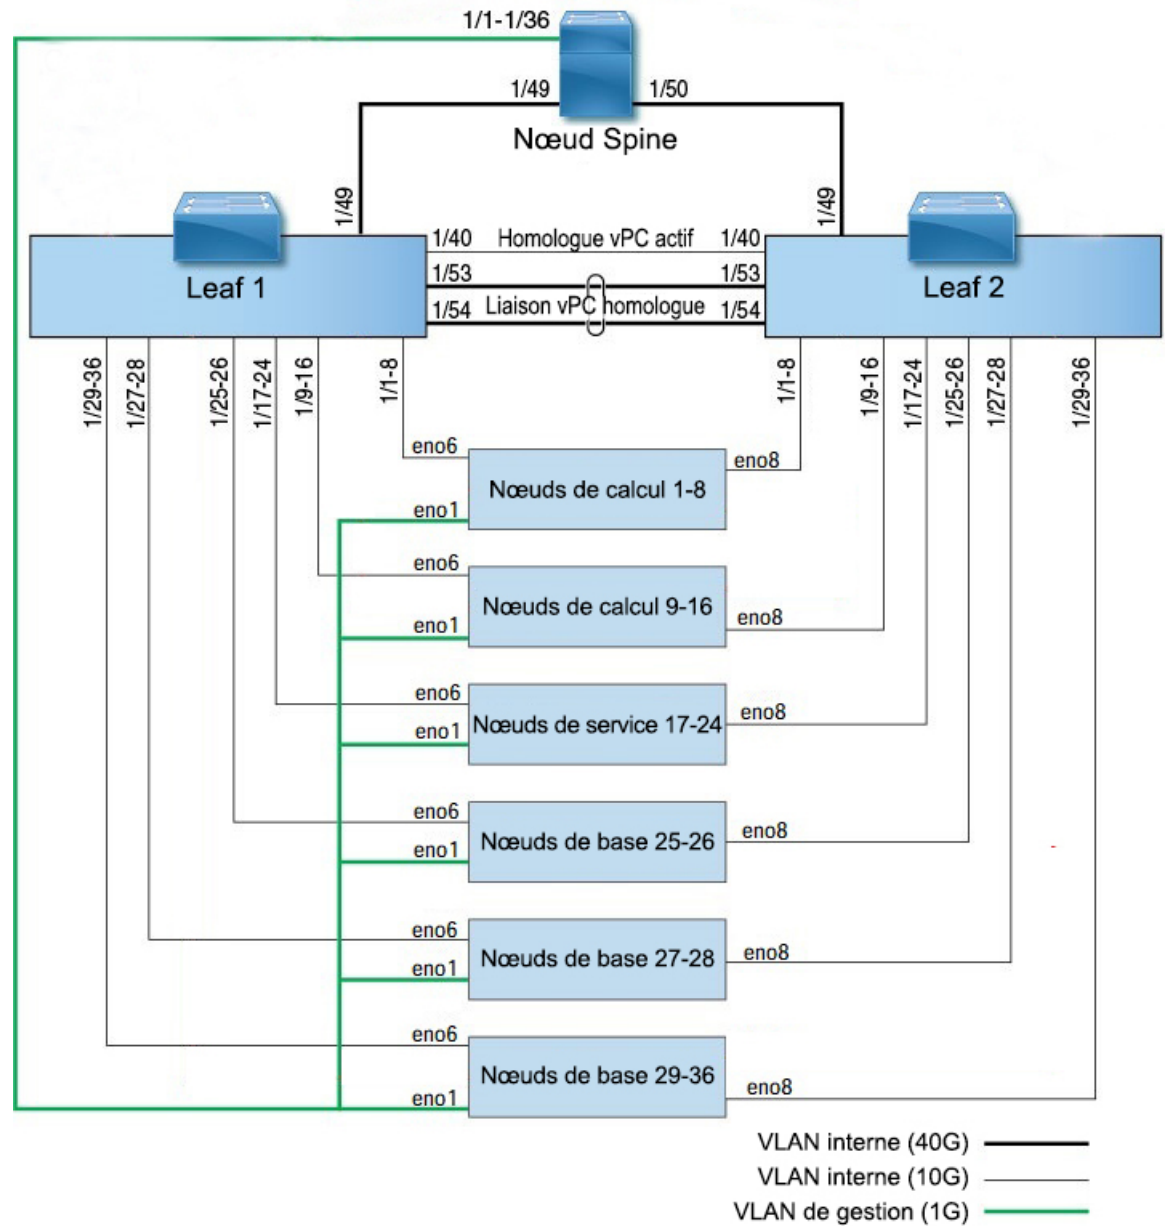 1/1-1/36
1/49
1/50
Nœud Spine
1/49
1/49
1/40
Homologue vPC actif
1/40
Leaf 1
1/53
1/53
Leaf 2
1/54
Liaison vPC homologue
1/54
1/29-36
1/27-28
1/25-26
1/17-24
1/9-16
1/1-8
1/1-8
1/9-16
1/17-24
1/25-26
1/27-28
1/29-36
eno6
eno8
Nœuds de calcul 1-8
eno1
eno6
Nœuds de calcul 9-16
eno1
eno8
eno6
eno8
Nœuds de service 17-24
eno1
eno6
eno8
Nœuds de base 25-26
eno1
eno6
eno8
Nœuds de base 27-28
eno1
eno6
Nœuds de base 29-36
eno8
eno1
VLAN interne (40G)
VLAN interne (10G)
VLAN de gestion (1G)